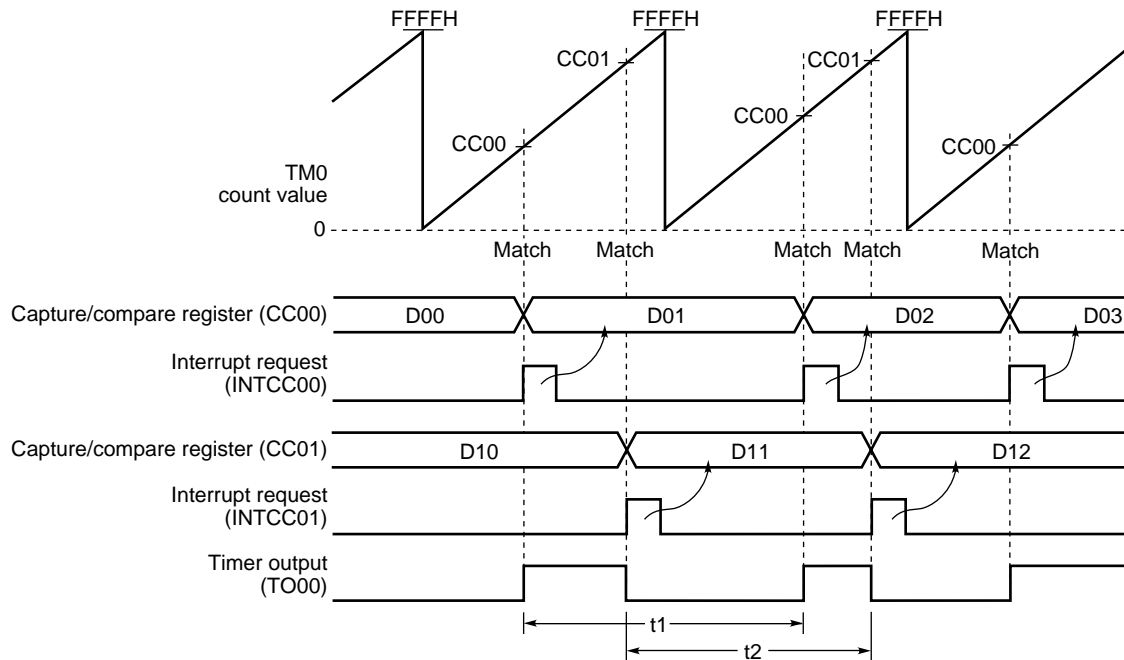 FFFFH FFFFH FFFFH
CC01 CC01
CC00 CC00 CC00
TM0
count value
0
Match Match Match Match Match
Capture/compare register (CC00) D00 D01 D02 D03
Interrupt request
(INTCC00)
Capture/compare register (CC01) D10 D11 D12
Interrupt request
(INTCC01)
Timer output
(TO00)
t1
t2